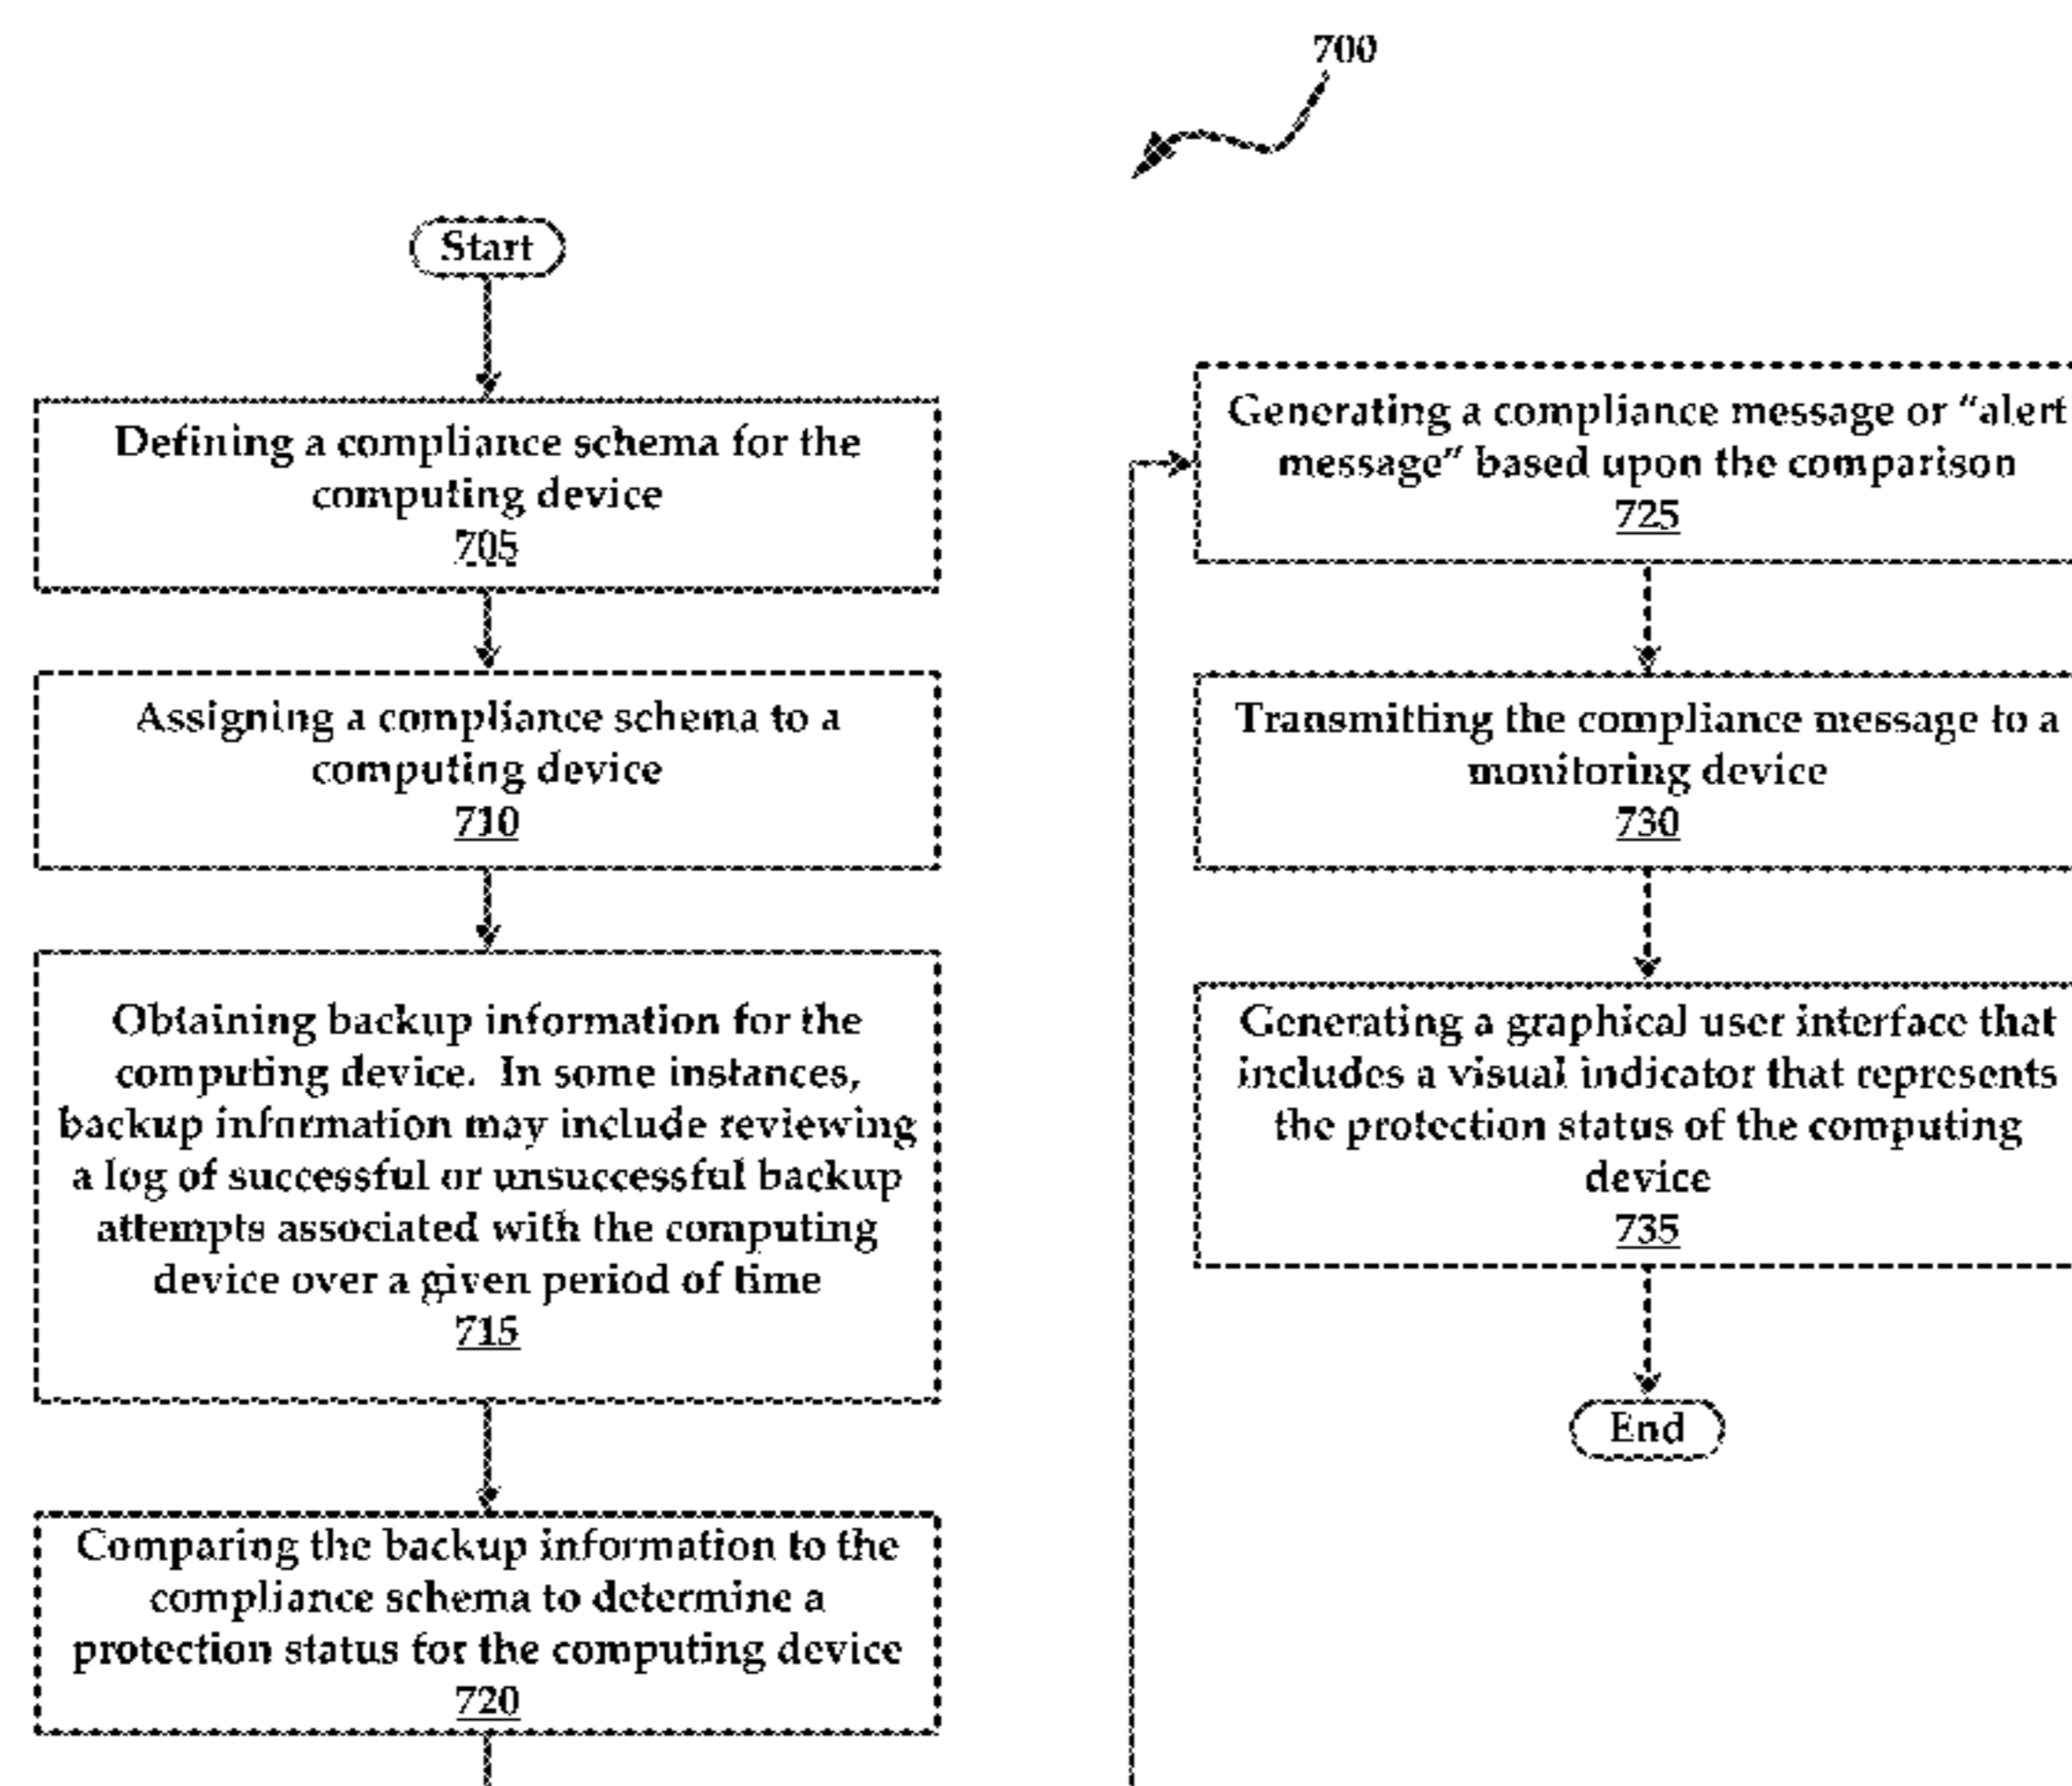 700
Start
Defining a compliance schema for the
computing device
705
Assigning a compliance schema to a
computing device
710
Obtaining backup information for the
computing device. In some instances,
backup information may include reviewing
a log of successful or unsuccessful backup
attempts associated with the computing
device over a given period of time
715
Comparing the backup information to the
compliance schema to determine a
protection status for the computing device
720
Generating a compliance message or “alert
message” based upon the comparison
725
Transmitting the compliance message to a
monitoring device
730
Generating a graphical user interface that
includes a visual indicator that represents
the protection status of the computing
device
735
End